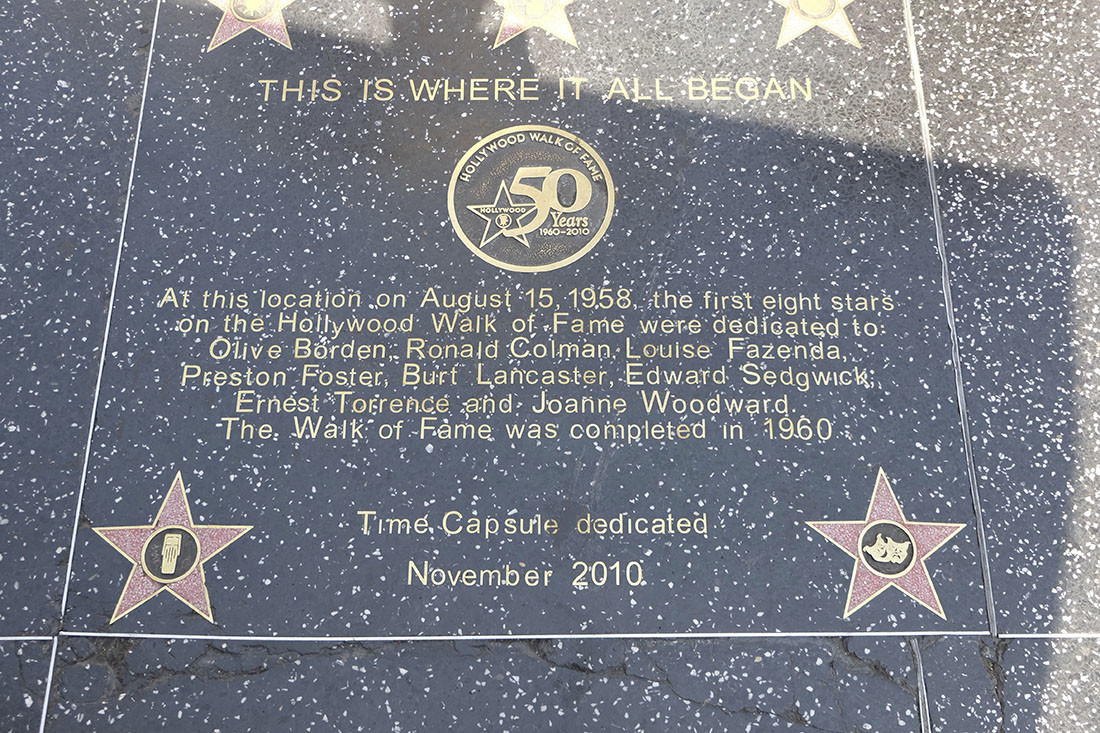 THIS IS WHERE IT ALL BEGAN
HOLLYWOOD WALK OF FAME
50
HOLLYWOOD
Years
1960-2010
At this location on August 15, 1958, the first eight stars
on the Hollywood Walk of Fame were dedicated to:
Olive Borden, Ronald Colman, Louise Fazenda,
Preston Foster, Burt Lancaster, Edward Sedgwick,
Ernest Torrence and Joanne Woodward.
The Walk of Fame was completed in 1960
Time Capsule dedicated
November 2010